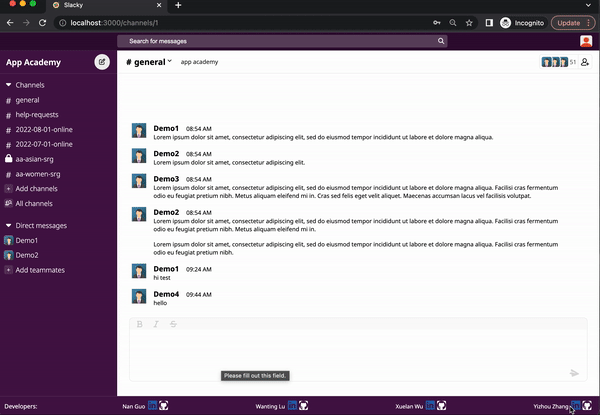 Slacky
localhost:3000/channels/1
Incognito
Update
Search for messages
App Academy
# general
app academy
51
Channels
# general
# help-requests
# 2022-08-01-online
# 2022-07-01-online
aa-asian-srg
aa-women-srg
+ Add channels
All channels
Direct messages
Demo1
Demo2
+ Add teammates
Demo1 08:54 AM
Lorem ipsum dolor sit amet, consectetur adipiscing elit, sed do eiusmod tempor incididunt ut labore et dolore magna aliqua.
Demo2 08:54 AM
Lorem ipsum dolor sit amet, consectetur adipiscing elit.
Demo3 08:54 AM
Lorem ipsum dolor sit amet, consectetur adipiscing elit, sed do eiusmod tempor incididunt ut labore et dolore magna aliqua. Facilisi cras fermentum
odio eu feugiat pretium nibh. Metus aliquam eleifend mi in. Cras sed felis eget velit aliquet. Maecenas accumsan lacus vel facilisis volutpat.
Demo2 08:54 AM
Lorem ipsum dolor sit amet, consectetur adipiscing elit, sed do eiusmod tempor incididunt ut labore et dolore magna aliqua. Facilisi cras fermentum
odio eu feugiat pretium nibh. Metus aliquam eleifend mi in.
Lorem ipsum dolor sit amet, consectetur adipiscing elit, sed do eiusmod tempor incididunt ut labore et dolore magna aliqua. Facilisi cras fermentum
odio eu feugiat pretium nibh.
Demo1 09:24 AM
hi test
Demo4 09:44 AM
hello
B I S
Please fill out this field.
Developers:
Nan Guo
Wanting Lu
Xuelan Wu
Yizhou Zhang